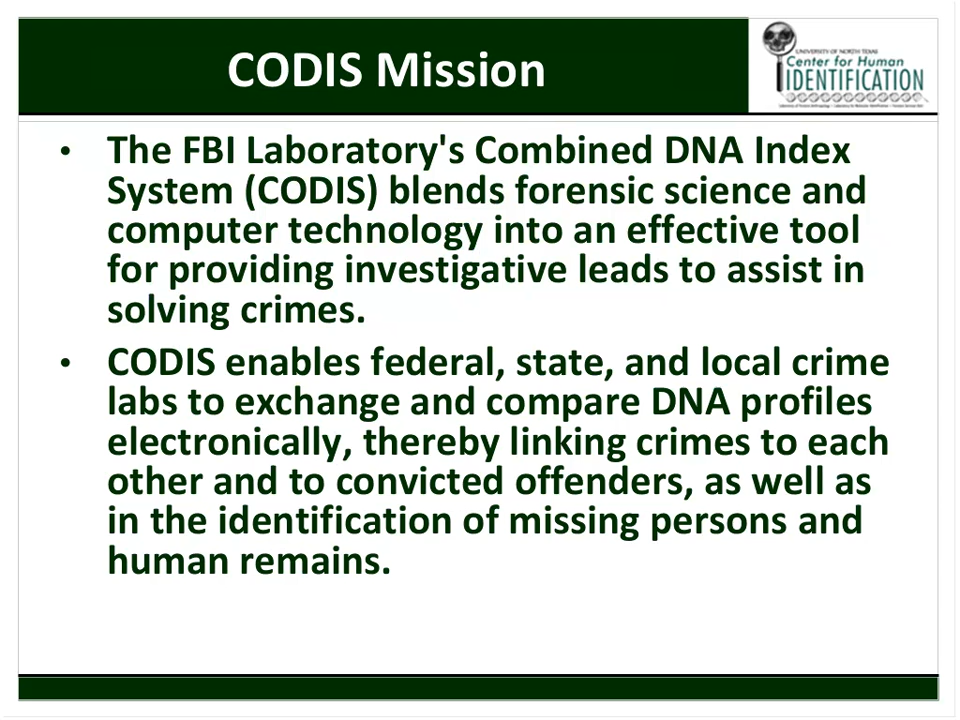 CODIS Mission
UNIVERSITY OF NORTH TEXAS
Center for Human
IDENTIFICATION
• The FBI Laboratory's Combined DNA Index
System (CODIS) blends forensic science and
computer technology into an effective tool
for providing investigative leads to assist in
solving crimes.
• CODIS enables federal, state, and local crime
labs to exchange and compare DNA profiles
electronically, thereby linking crimes to each
other and to convicted offenders, as well as
in the identification of missing persons and
human remains.